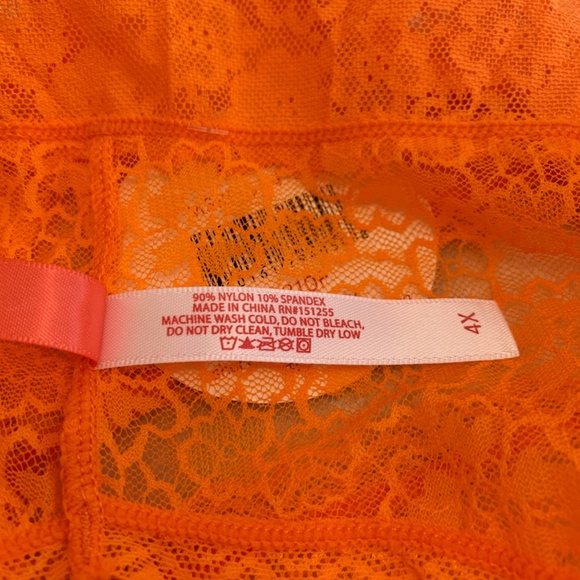 90% NYLON 10% SPANDEX
MADE IN CHINA RN#151255
MACHINE WASH COLD, DO NOT BLEACH,
DO NOT DRY CLEAN, TUMBLE DRY LOW
4X